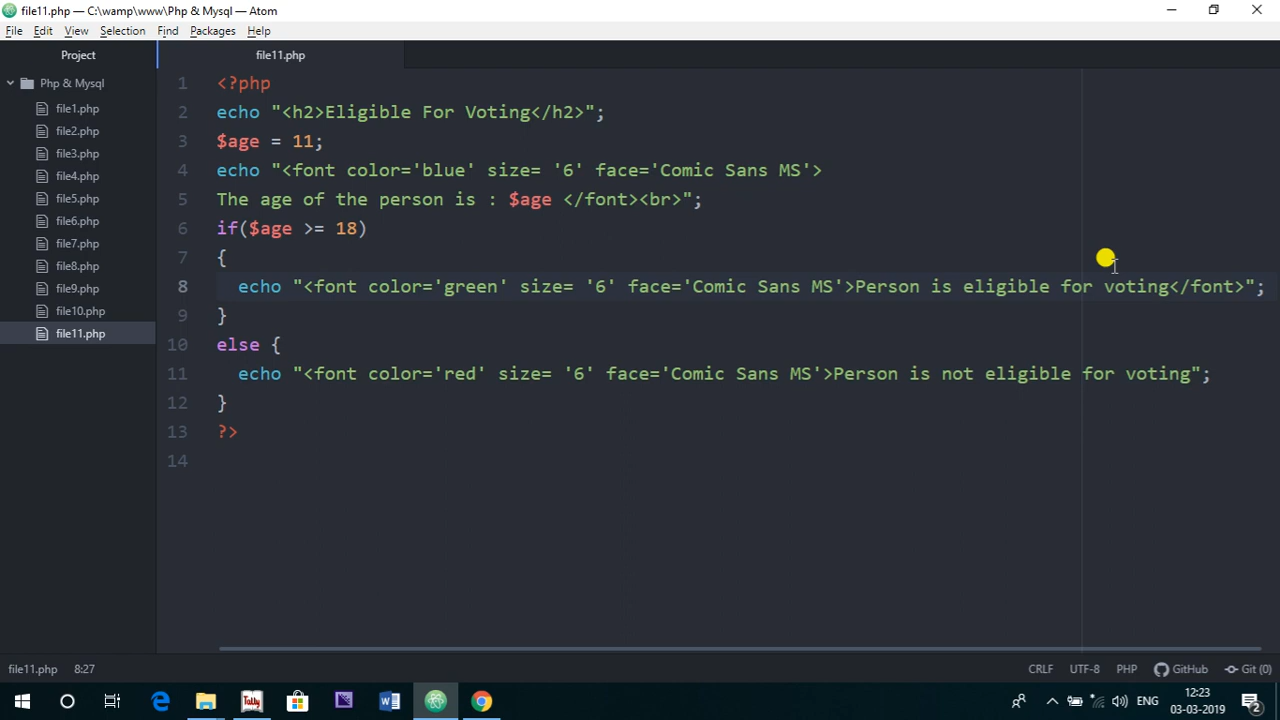 file11.php — C:\wamp\www\Php & Mysql — Atom
File Edit View Selection Find Packages Help
Project
file11.php
Php & Mysql
file1.php
file2.php
file3.php
file4.php
file5.php
file6.php
file7.php
file8.php
file9.php
file10.php
file11.php
1 <?php
2 echo "<h2>Eligible For Voting</h2>";
3 $age = 11;
4 echo "<font color='blue' size= '6' face='Comic Sans MS'>
5 The age of the person is : $age </font><br>";
6 if($age >= 18)
7 {
8 echo "<font color='green' size= '6' face='Comic Sans MS'>Person is eligible for voting</font>";
9 }
10 else {
11 echo "<font color='red' size= '6' face='Comic Sans MS'>Person is not eligible for voting";
12 }
13 ?>
14
file11.php 8:27 CRLF UTF-8 PHP GitHub Git (0)
Tally ENG 12:23
03-03-2019 2